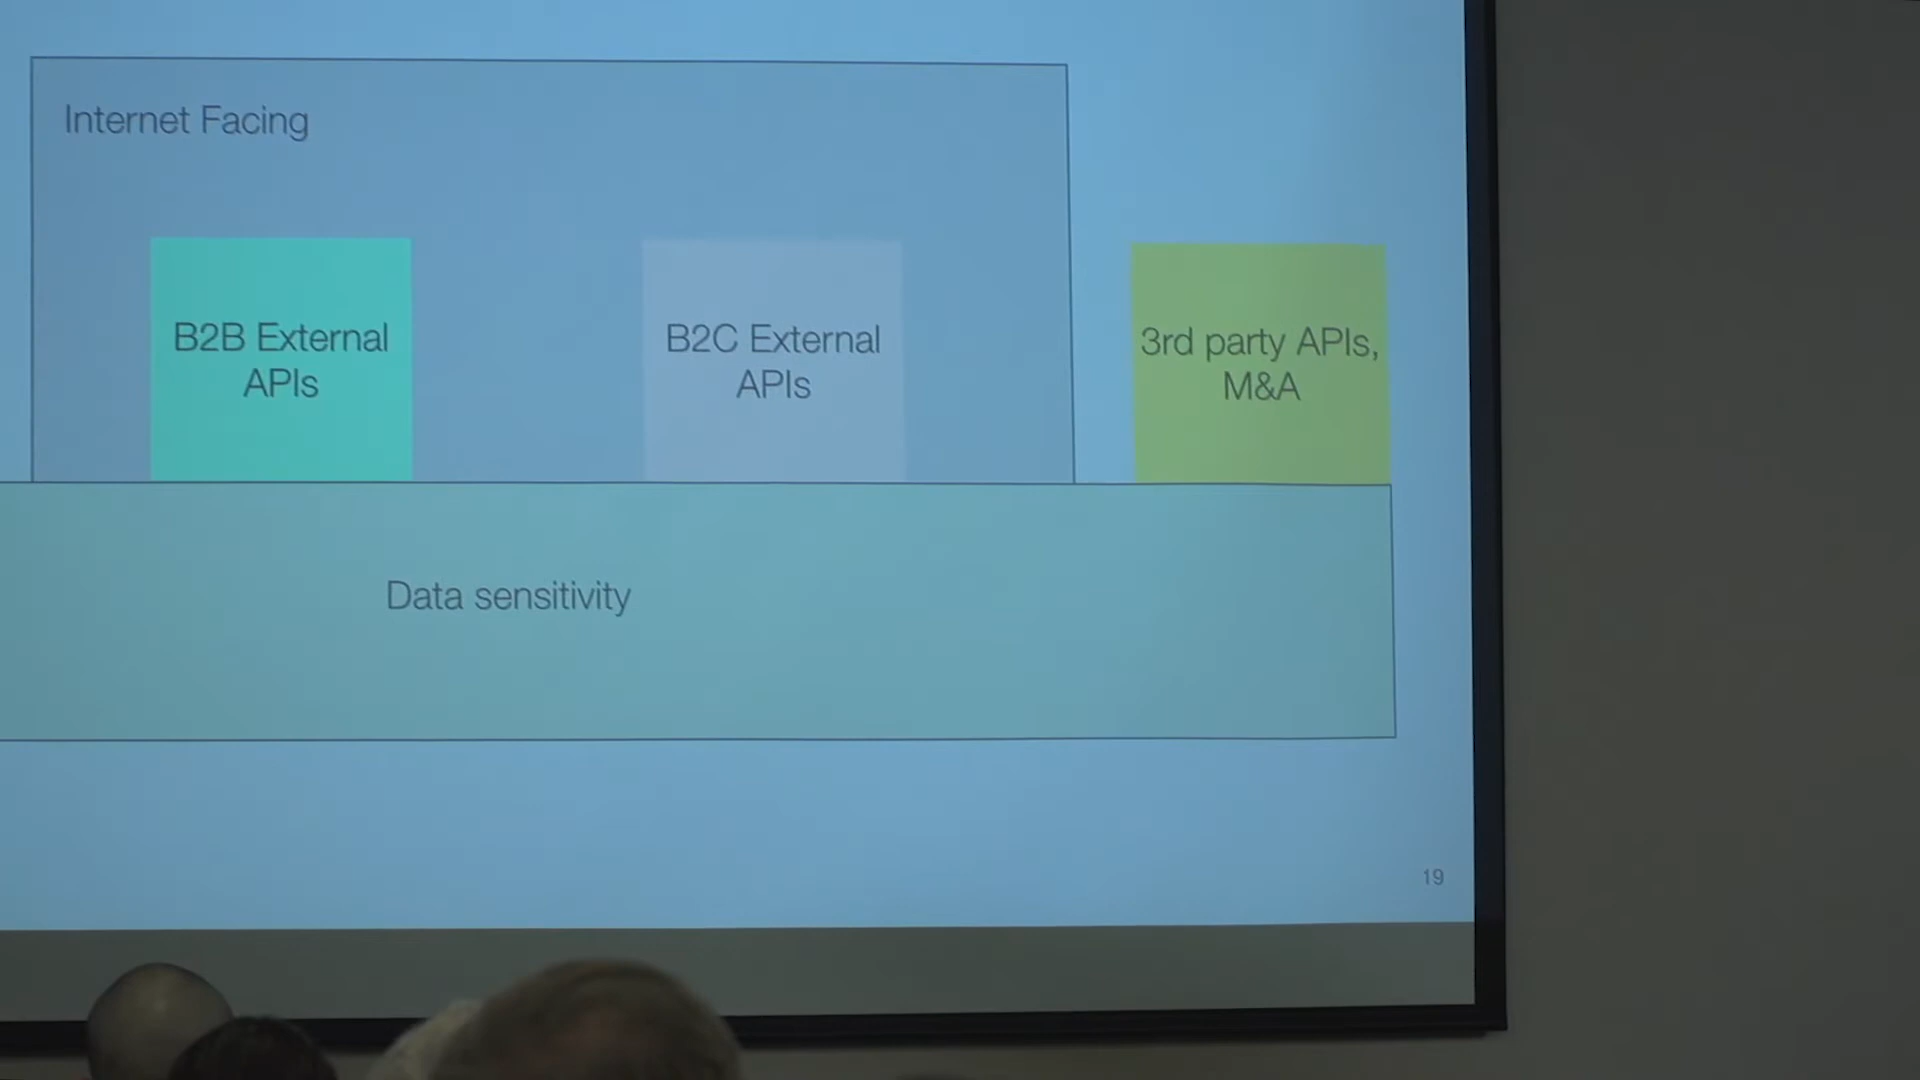 Internet Facing
B2B External
APIs
B2C External
APIs
3rd party APIs,
M&A
Data sensitivity
19